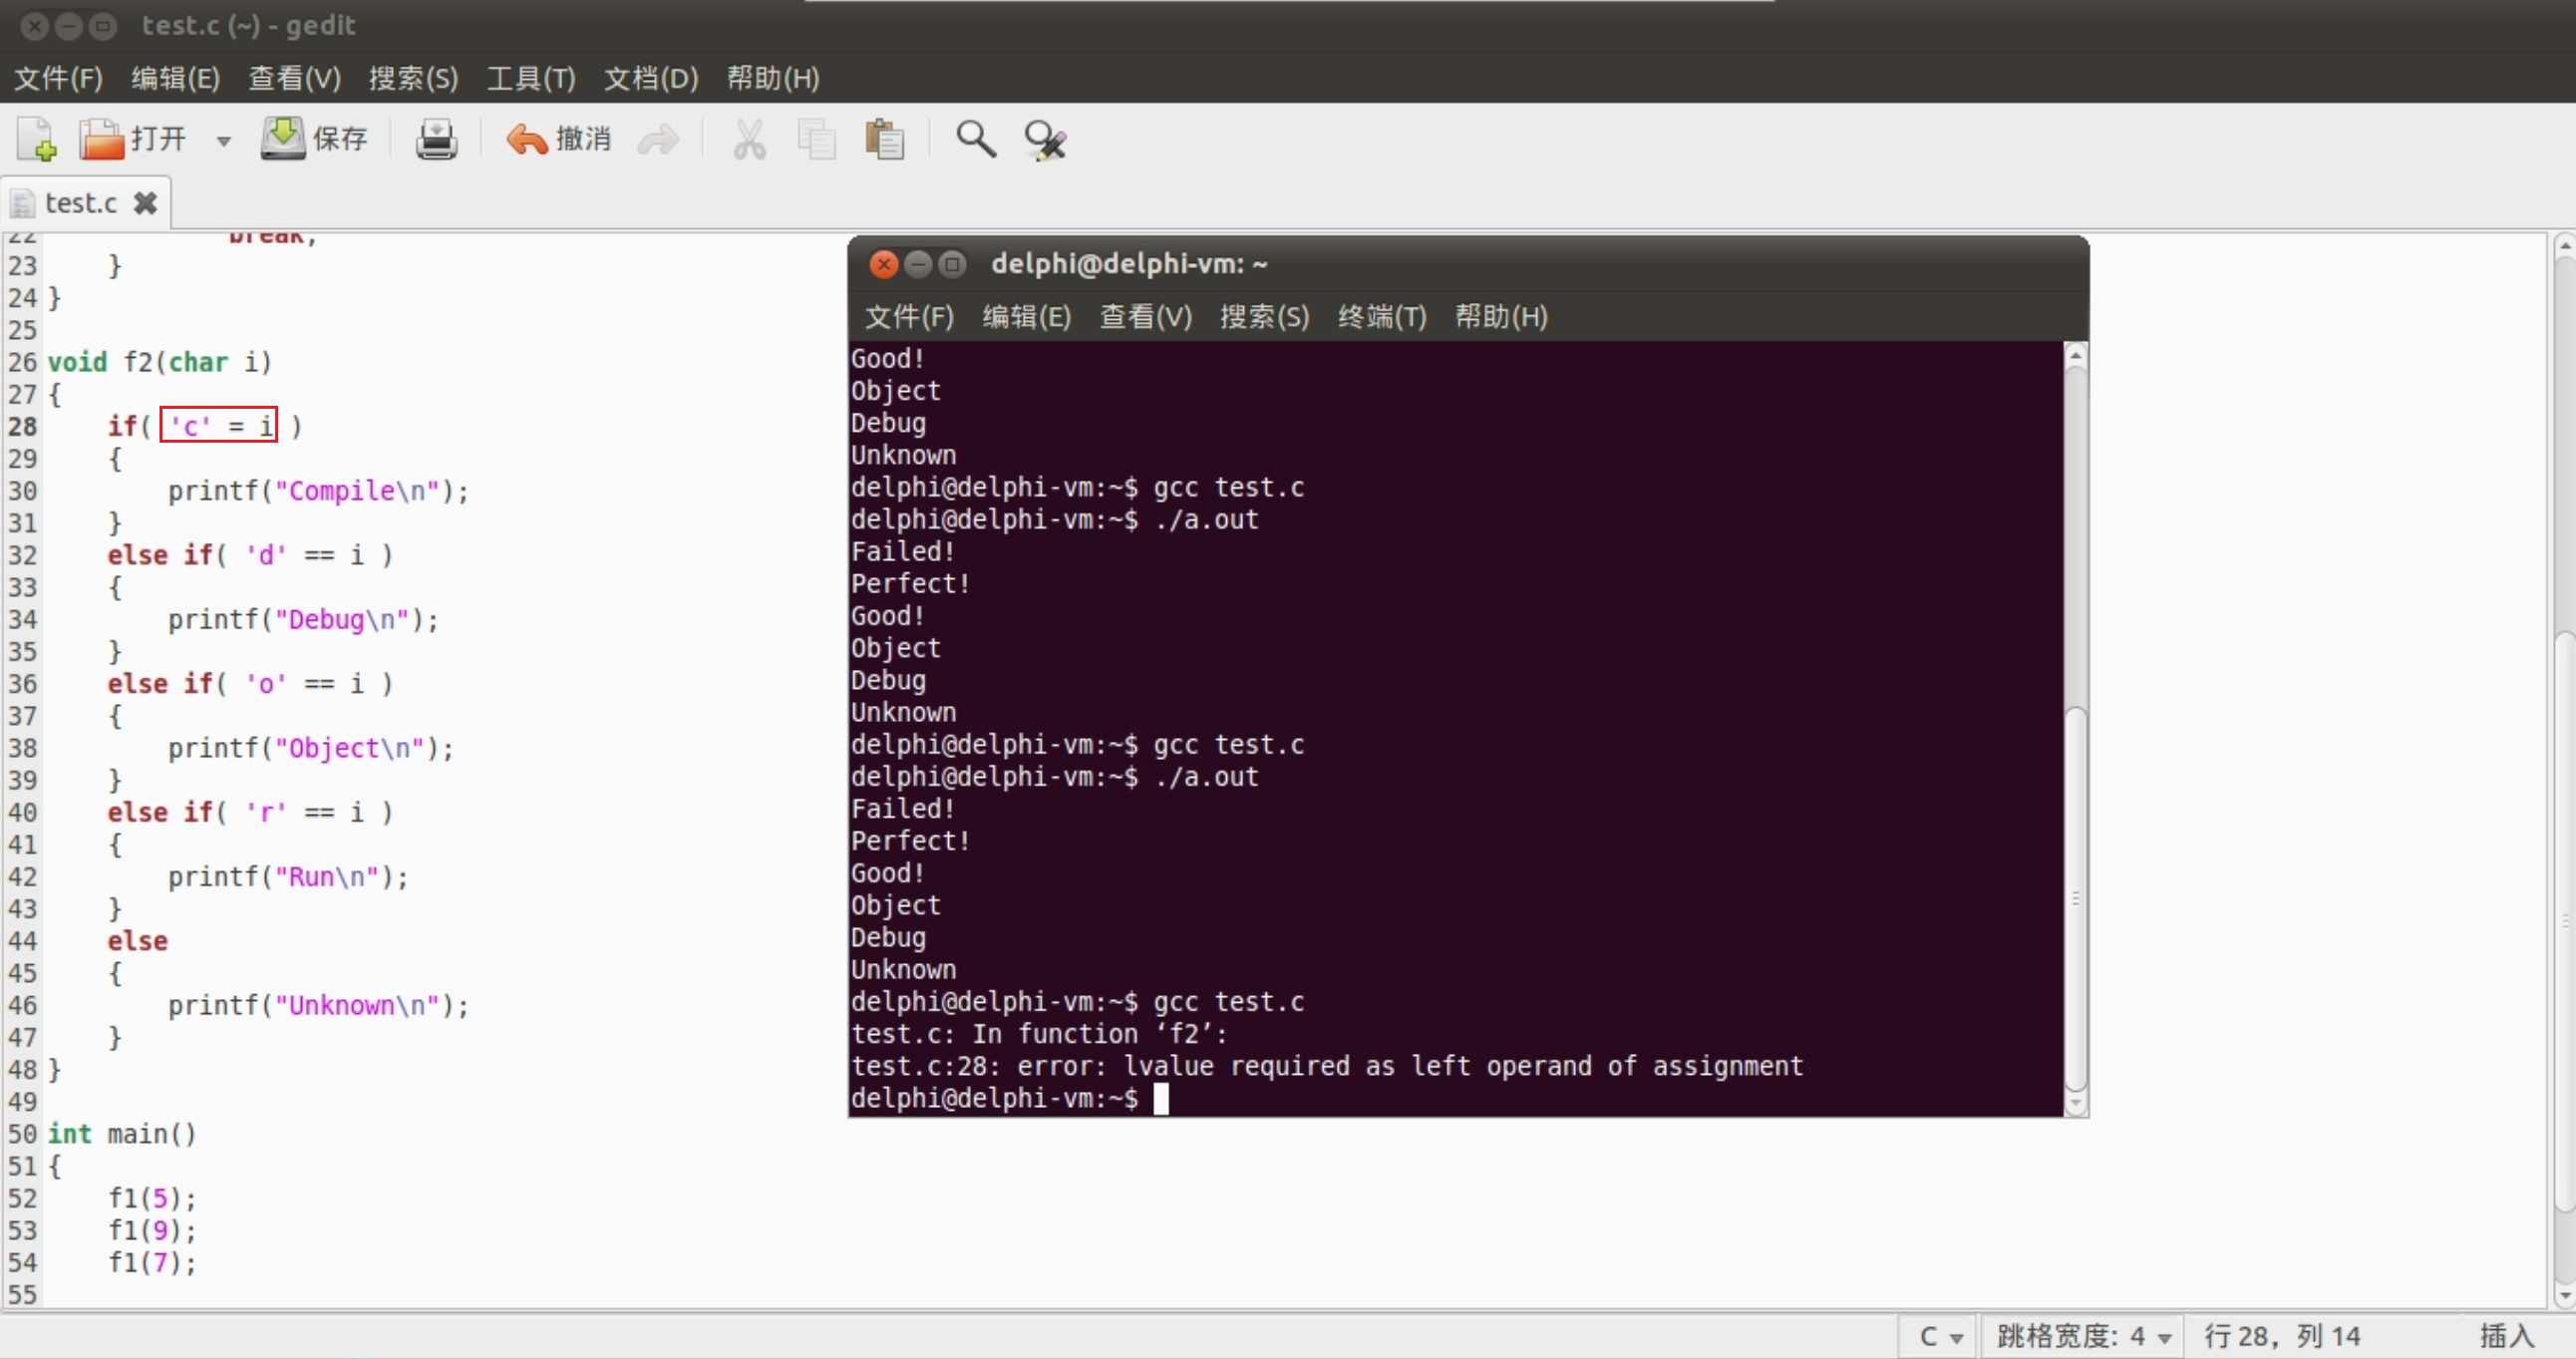 test.c (~) - gedit
文件(F) 编辑(E) 查看(V) 搜索(S) 工具(T) 文档(D) 帮助(H)
打开 保存 撤消
test.c
22 break;
23     }
24 }
25
26 void f2(char i)
27 {
28     if( 'c' = i )
29     {
30         printf("Compile\n");
31     }
32     else if( 'd' == i )
33     {
34         printf("Debug\n");
35     }
36     else if( 'o' == i )
37     {
38         printf("Object\n");
39     }
40     else if( 'r' == i )
41     {
42         printf("Run\n");
43     }
44     else
45     {
46         printf("Unknown\n");
47     }
48 }
49
50 int main()
51 {
52     f1(5);
53     f1(9);
54     f1(7);
55
delphi@delphi-vm: ~
文件(F) 编辑(E) 查看(V) 搜索(S) 终端(T) 帮助(H)
Good!
Object
Debug
Unknown
delphi@delphi-vm:~$ gcc test.c
delphi@delphi-vm:~$ ./a.out
Failed!
Perfect!
Good!
Object
Debug
Unknown
delphi@delphi-vm:~$ gcc test.c
delphi@delphi-vm:~$ ./a.out
Failed!
Perfect!
Good!
Object
Debug
Unknown
delphi@delphi-vm:~$ gcc test.c
test.c: In function ‘f2’:
test.c:28: error: lvalue required as left operand of assignment
delphi@delphi-vm:~$
C 跳格宽度: 4 行 28，列 14 插入